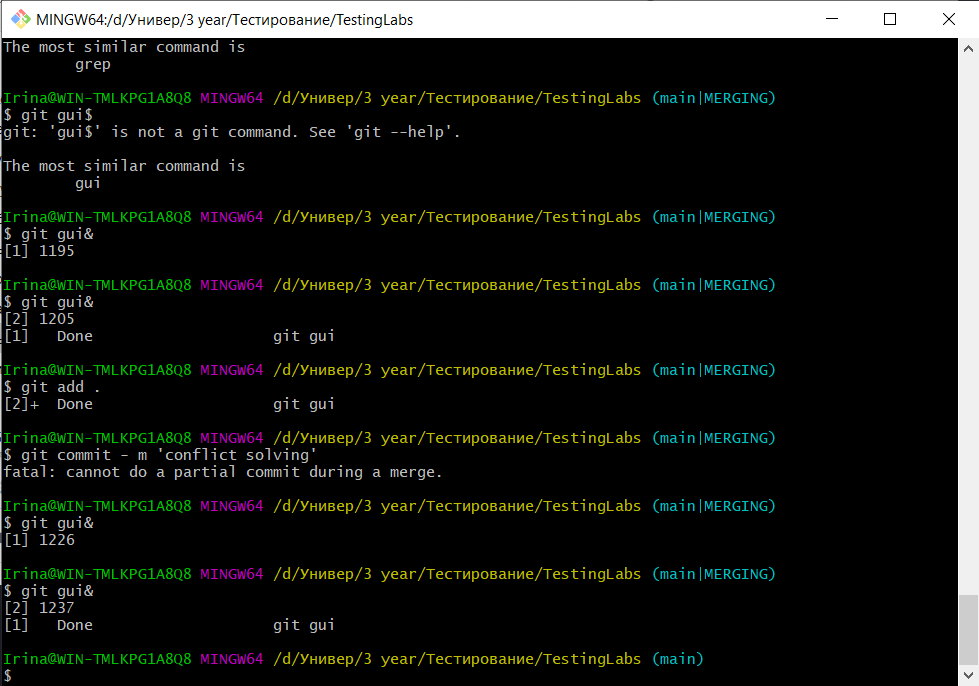 MINGW64:/d/Универ/3 year/Тестирование/TestingLabs
The most similar command is
        grep
Irina@WIN-TMLKPG1A8Q8 MINGW64 /d/Универ/3 year/Тестирование/TestingLabs (main|MERGING)
$ git gui$
git: 'gui$' is not a git command. See 'git --help'.
The most similar command is
        gui
Irina@WIN-TMLKPG1A8Q8 MINGW64 /d/Универ/3 year/Тестирование/TestingLabs (main|MERGING)
$ git gui&
[1] 1195
Irina@WIN-TMLKPG1A8Q8 MINGW64 /d/Универ/3 year/Тестирование/TestingLabs (main|MERGING)
$ git gui&
[2] 1205
[1]   Done                    git gui
Irina@WIN-TMLKPG1A8Q8 MINGW64 /d/Универ/3 year/Тестирование/TestingLabs (main|MERGING)
$ git add .
[2]+  Done                    git gui
Irina@WIN-TMLKPG1A8Q8 MINGW64 /d/Универ/3 year/Тестирование/TestingLabs (main|MERGING)
$ git commit - m 'conflict solving'
fatal: cannot do a partial commit during a merge.
Irina@WIN-TMLKPG1A8Q8 MINGW64 /d/Универ/3 year/Тестирование/TestingLabs (main|MERGING)
$ git gui&
[1] 1226
Irina@WIN-TMLKPG1A8Q8 MINGW64 /d/Универ/3 year/Тестирование/TestingLabs (main|MERGING)
$ git gui&
[2] 1237
[1]   Done                    git gui
Irina@WIN-TMLKPG1A8Q8 MINGW64 /d/Универ/3 year/Тестирование/TestingLabs (main)
$